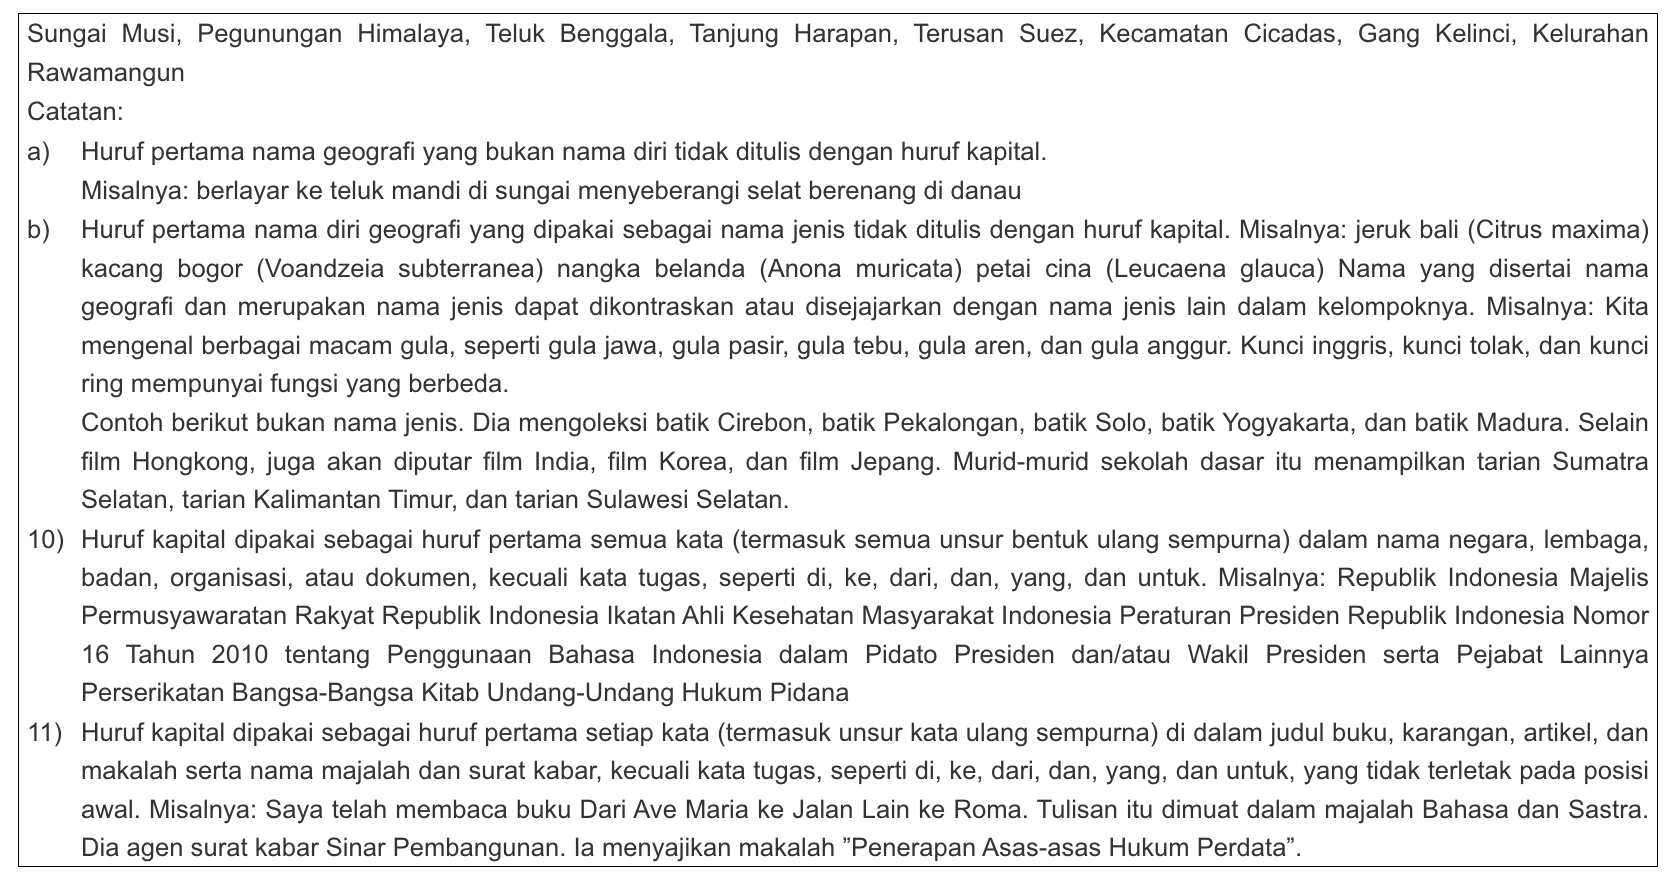 Sungai Musi, Pegunungan Himalaya, Teluk Benggala, Tanjung Harapan, Terusan Suez, Kecamatan Cicadas, Gang Kelinci, Kelurahan
Rawamangun
Catatan:
a) Huruf pertama nama geografi yang bukan nama diri tidak ditulis dengan huruf kapital.
Misalnya: berlayar ke teluk mandi di sungai menyeberangi selat berenang di danau
b) Huruf pertama nama diri geografi yang dipakai sebagai nama jenis tidak ditulis dengan huruf kapital. Misalnya: jeruk bali (Citrus maxima)
kacang bogor (Voandzeia subterranea) nangka belanda (Anona muricata) petai cina (Leucaena glauca) Nama yang disertai nama
geografi dan merupakan nama jenis dapat dikontraskan atau disejajarkan dengan nama jenis lain dalam kelompoknya. Misalnya: Kita
mengenal berbagai macam gula, seperti gula jawa, gula pasir, gula tebu, gula aren, dan gula anggur. Kunci inggris, kunci tolak, dan kunci
ring mempunyai fungsi yang berbeda.
Contoh berikut bukan nama jenis. Dia mengoleksi batik Cirebon, batik Pekalongan, batik Solo, batik Yogyakarta, dan batik Madura. Selain
film Hongkong, juga akan diputar film India, film Korea, dan film Jepang. Murid-murid sekolah dasar itu menampilkan tarian Sumatra
Selatan, tarian Kalimantan Timur, dan tarian Sulawesi Selatan.
10) Huruf kapital dipakai sebagai huruf pertama semua kata (termasuk semua unsur bentuk ulang sempurna) dalam nama negara, lembaga,
badan, organisasi, atau dokumen, kecuali kata tugas, seperti di, ke, dari, dan, yang, dan untuk. Misalnya: Republik Indonesia Majelis
Permusyawaratan Rakyat Republik Indonesia Ikatan Ahli Kesehatan Masyarakat Indonesia Peraturan Presiden Republik Indonesia Nomor
16 Tahun 2010 tentang Penggunaan Bahasa Indonesia dalam Pidato Presiden dan/atau Wakil Presiden serta Pejabat Lainnya
Perserikatan Bangsa-Bangsa Kitab Undang-Undang Hukum Pidana
11) Huruf kapital dipakai sebagai huruf pertama setiap kata (termasuk unsur kata ulang sempurna) di dalam judul buku, karangan, artikel, dan
makalah serta nama majalah dan surat kabar, kecuali kata tugas, seperti di, ke, dari, dan, yang, dan untuk, yang tidak terletak pada posisi
awal. Misalnya: Saya telah membaca buku Dari Ave Maria ke Jalan Lain ke Roma. Tulisan itu dimuat dalam majalah Bahasa dan Sastra.
Dia agen surat kabar Sinar Pembangunan. Ia menyajikan makalah ”Penerapan Asas-asas Hukum Perdata”.